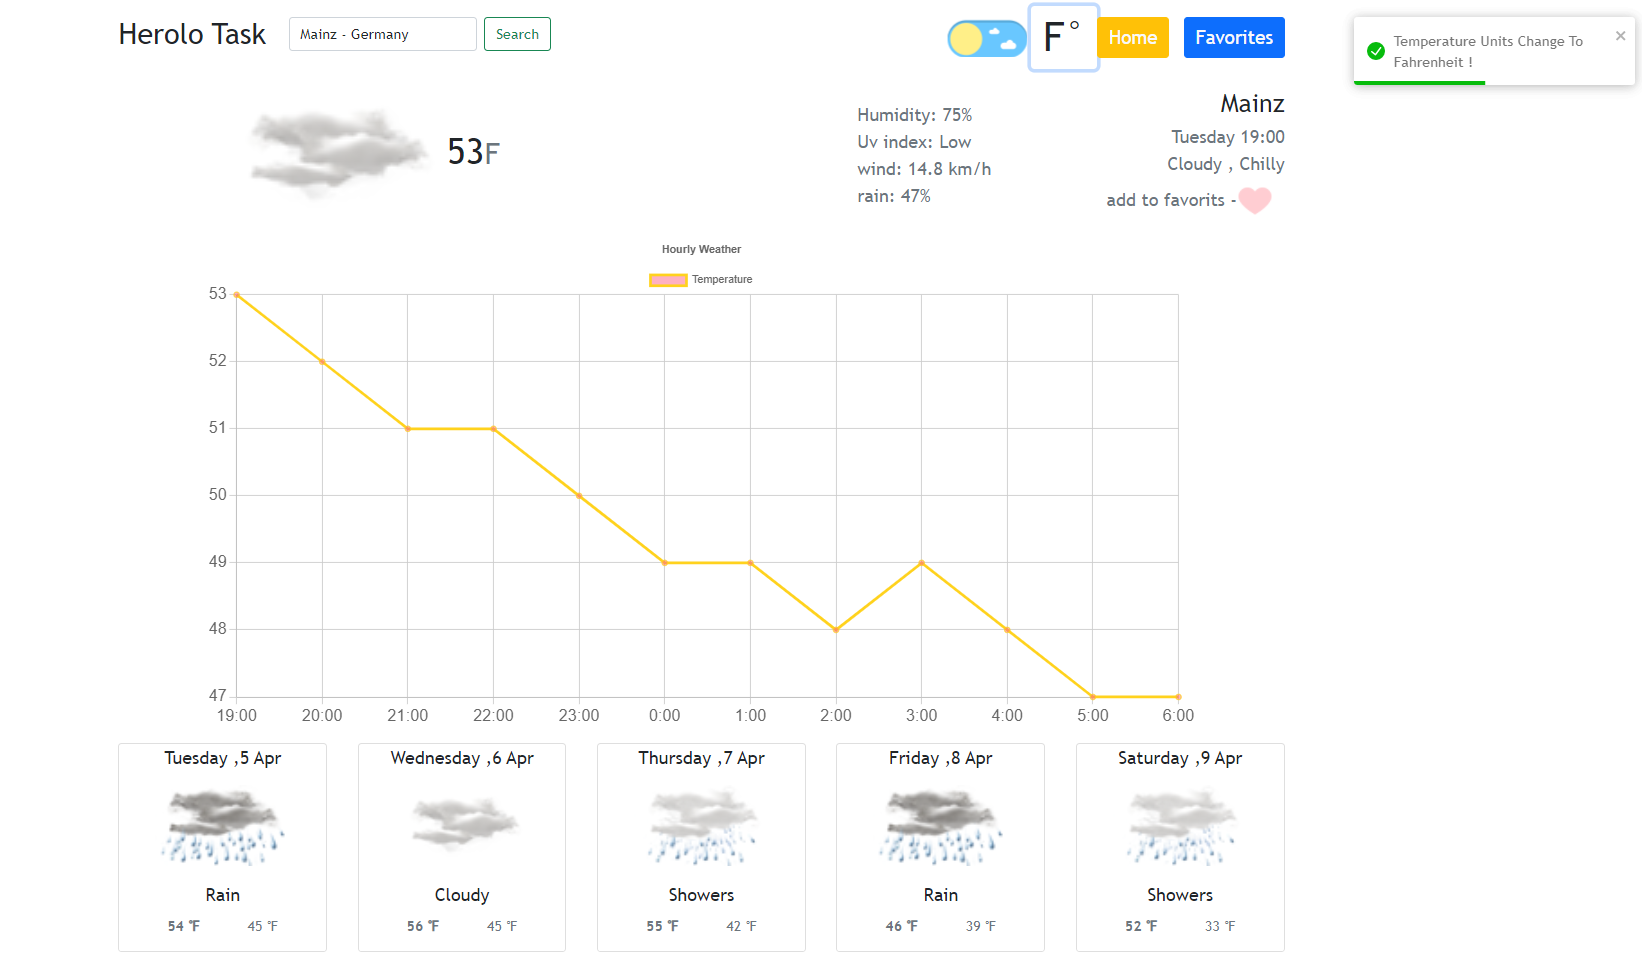 Herolo Task
Mainz - Germany
Search
F°
Home
Favorites
Temperature Units Change To
Fahrenheit !
×
53F
Humidity: 75%
Uv index: Low
wind: 14.8 km/h
rain: 47%
Mainz
Tuesday 19:00
Cloudy , Chilly
add to favorits -
Hourly Weather
Temperature
53
52
51
50
49
48
47
19:00 20:00 21:00 22:00 23:00 0:00 1:00 2:00 3:00 4:00 5:00 6:00
Tuesday ,5 Apr
Rain
54 °F 45 °F
Wednesday ,6 Apr
Cloudy
56 °F 45 °F
Thursday ,7 Apr
Showers
55 °F 42 °F
Friday ,8 Apr
Rain
46 °F 39 °F
Saturday ,9 Apr
Showers
52 °F 33 °F